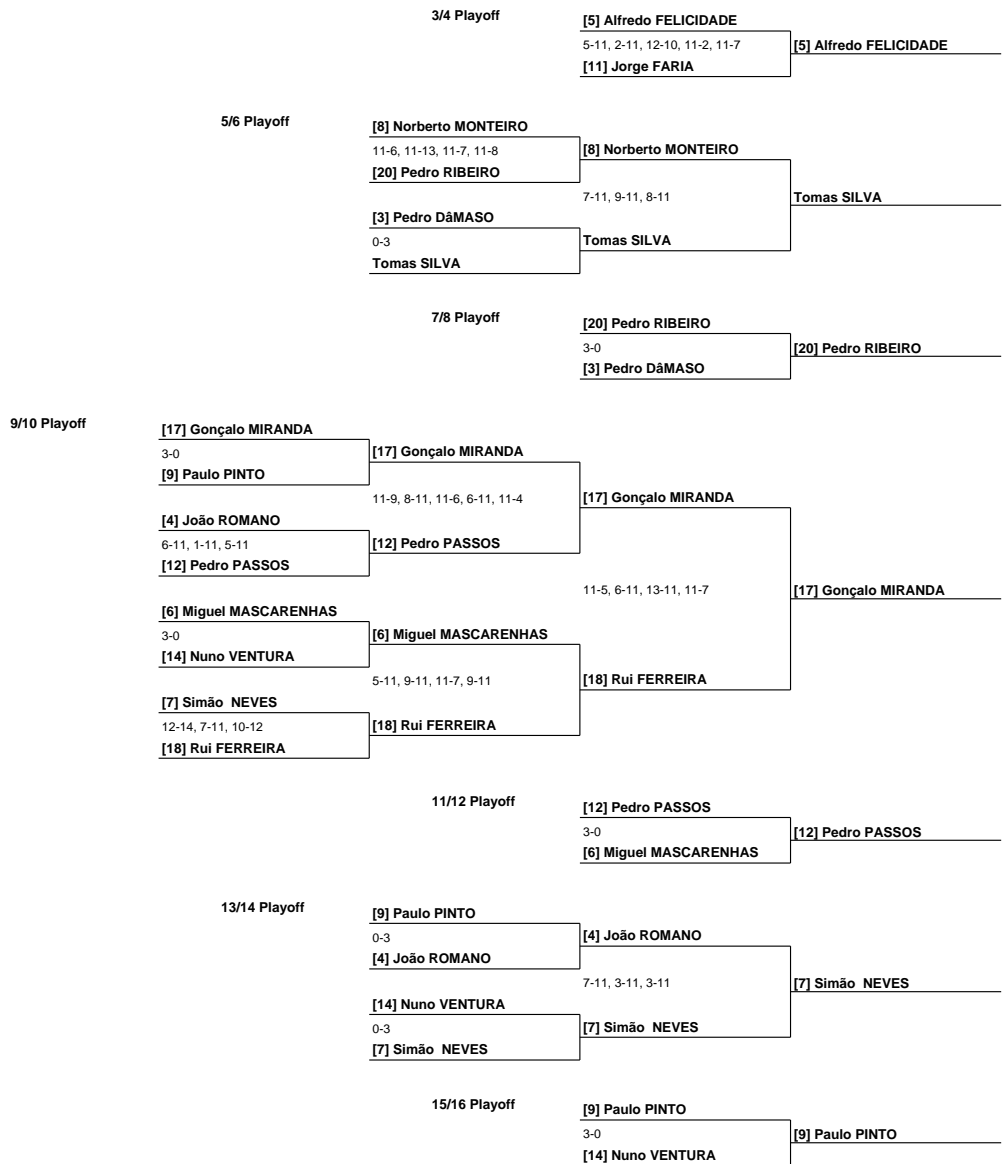 3/4 Playoff
[5] Alfredo FELICIDADE
5-11, 2-11, 12-10, 11-2, 11-7
[5] Alfredo FELICIDADE
[11] Jorge FARIA
5/6 Playoff
[8] Norberto MONTEIRO
11-6, 11-13, 11-7, 11-8
[8] Norberto MONTEIRO
[20] Pedro RIBEIRO
7-11, 9-11, 8-11
Tomas SILVA
[3] Pedro DâMASO
0-3
Tomas SILVA
Tomas SILVA
7/8 Playoff
[20] Pedro RIBEIRO
3-0
[20] Pedro RIBEIRO
[3] Pedro DâMASO
9/10 Playoff
[17] Gonçalo MIRANDA
3-0
[17] Gonçalo MIRANDA
[9] Paulo PINTO
11-9, 8-11, 11-6, 6-11, 11-4
[17] Gonçalo MIRANDA
[4] João ROMANO
6-11, 1-11, 5-11
[12] Pedro PASSOS
[12] Pedro PASSOS
11-5, 6-11, 13-11, 11-7
[17] Gonçalo MIRANDA
[6] Miguel MASCARENHAS
3-0
[6] Miguel MASCARENHAS
[14] Nuno VENTURA
5-11, 9-11, 11-7, 9-11
[18] Rui FERREIRA
[7] Simão  NEVES
12-14, 7-11, 10-12
[18] Rui FERREIRA
[18] Rui FERREIRA
11/12 Playoff
[12] Pedro PASSOS
3-0
[12] Pedro PASSOS
[6] Miguel MASCARENHAS
13/14 Playoff
[9] Paulo PINTO
0-3
[4] João ROMANO
[4] João ROMANO
7-11, 3-11, 3-11
[7] Simão  NEVES
[14] Nuno VENTURA
0-3
[7] Simão  NEVES
[7] Simão  NEVES
15/16 Playoff
[9] Paulo PINTO
3-0
[9] Paulo PINTO
[14] Nuno VENTURA